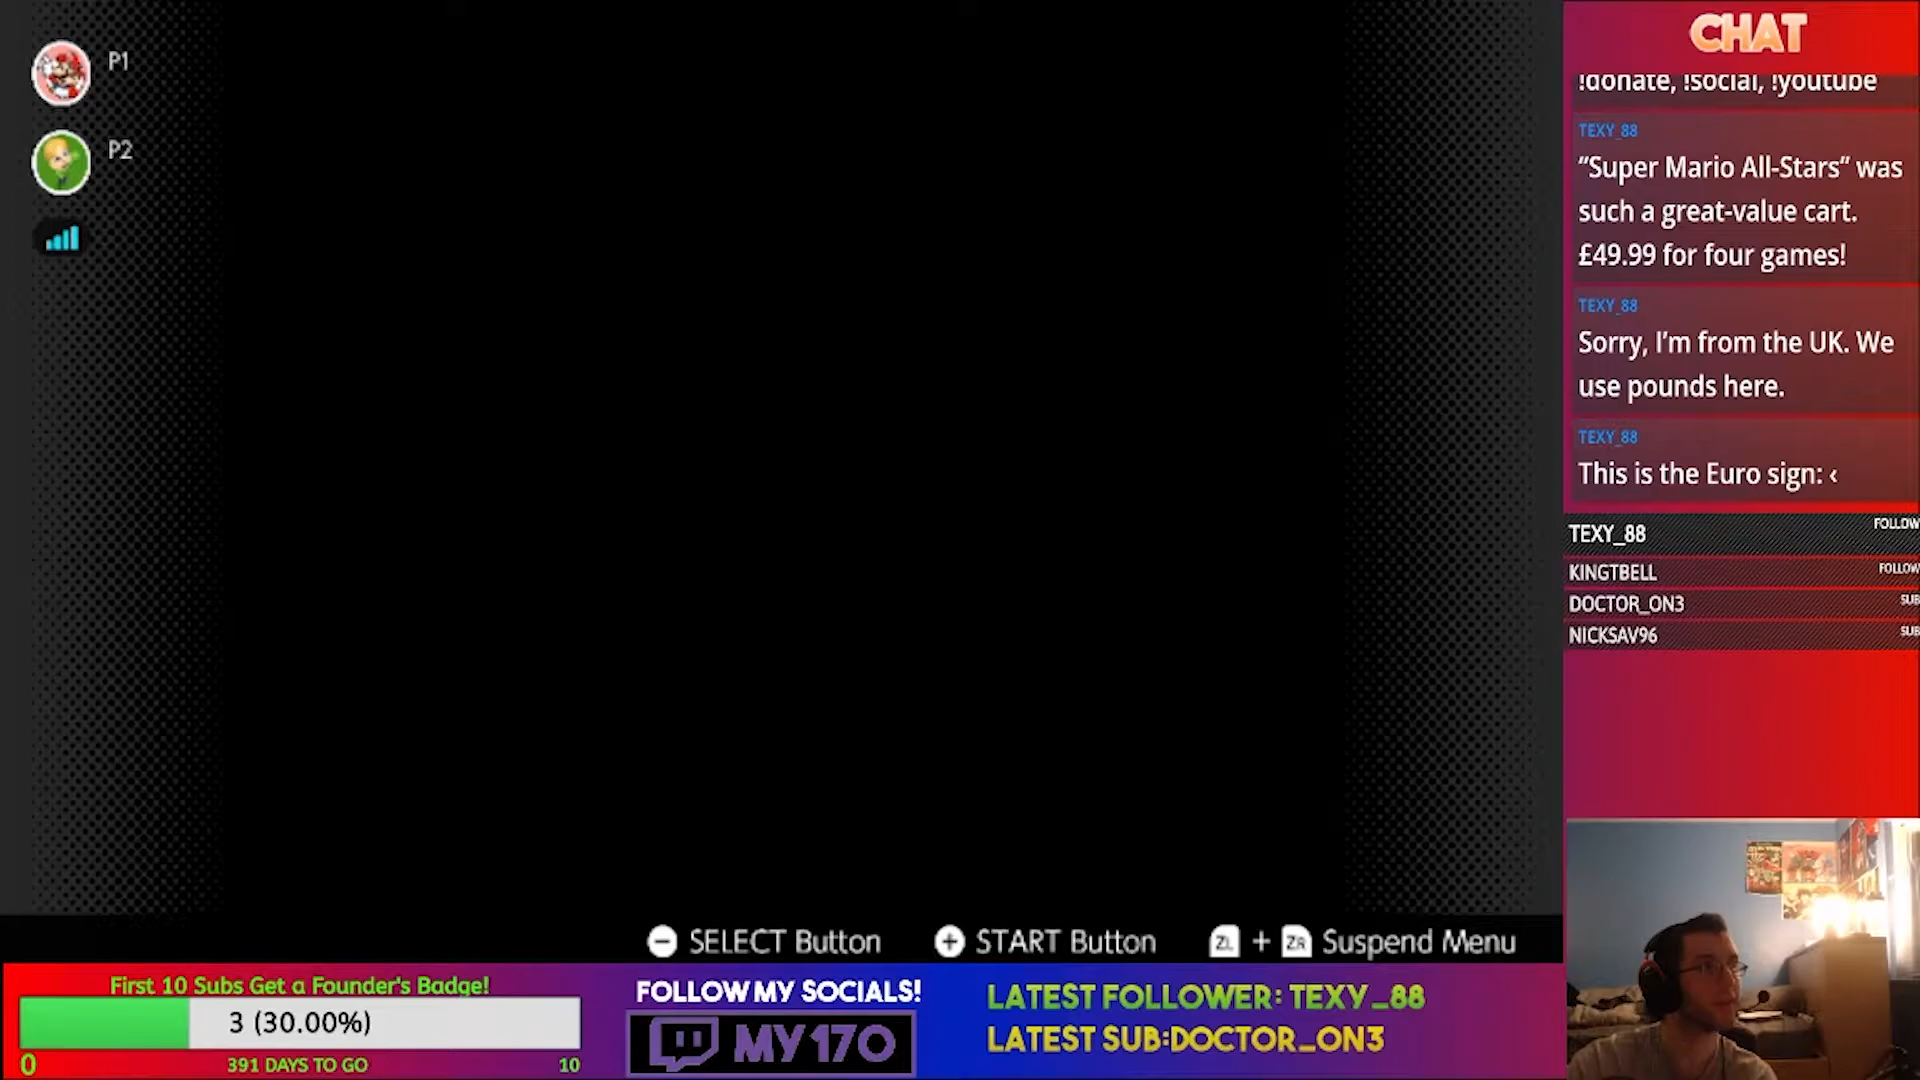 P1
P2
CHAT
!donate, !social, !youtube
TEXY_88
“Super Mario All-Stars“ was
such a great-value cart.
£49.99 for four games!
TEXY_88
Sorry, I’m from the UK. We
use pounds here.
TEXY_88
This is the Euro sign: ‹
TEXY_88 FOLLOW
KINGTBELL FOLLOW
DOCTOR_ON3 SUB
NICKSAV96 SUB
SELECT Button START Button ZL + ZR Suspend Menu
First 10 Subs Get a Founder's Badge!
3 (30.00%)
0 391 DAYS TO GO 10
FOLLOW MY SOCIALS!
MY170
LATEST FOLLOWER: TEXY_88
LATEST SUB:DOCTOR_ON3